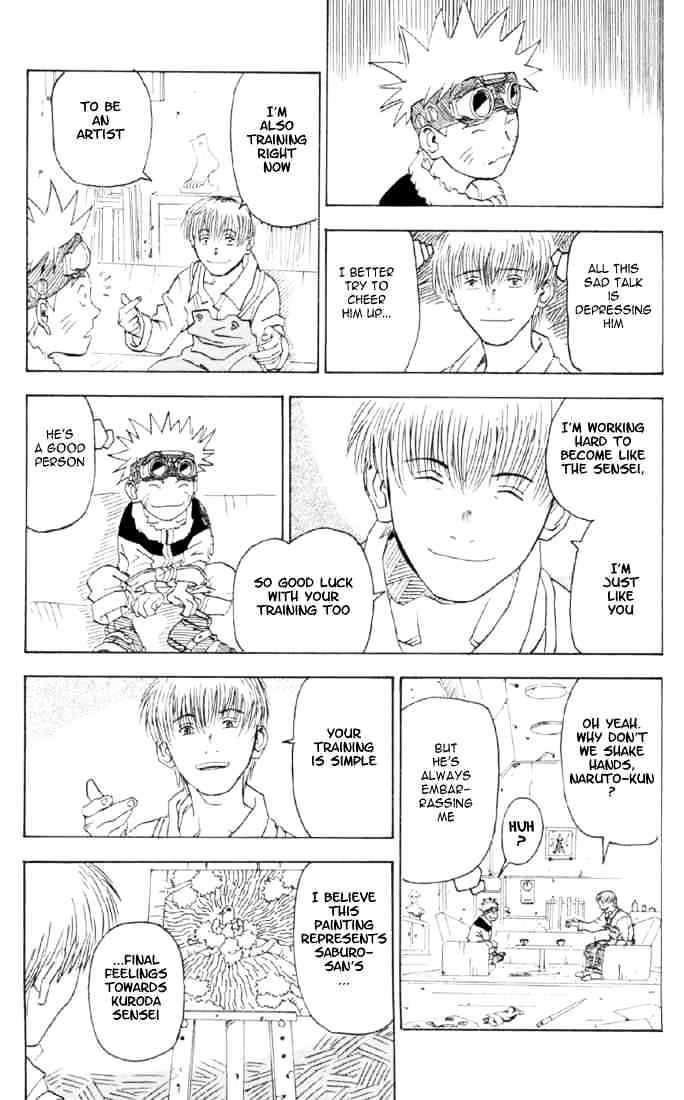 ALL THIS
SAD TALK
IS
DEPRESSING
HIM
I BETTER
TRY TO
CHEER
HIM UP...
I'M
ALSO
TRAINING
RIGHT
NOW
TO BE
AN
ARTIST
I'M WORKING
HARD TO
BECOME LIKE
THE SENSEI,
I'M
JUST
LIKE
YOU
SO GOOD LUCK
WITH YOUR
TRAINING TOO
HE'S
A GOOD
PERSON
OH YEAH.
WHY DON'T
WE SHAKE
HANDS,
NARUTO-KUN
?
HUH
?
BUT
HE'S
ALWAYS
EMBAR-
RASSING
ME
YOUR
TRAINING
IS SIMPLE
I BELIEVE
THIS
PAINTING
REPRESENTS
SABURO-
SAN'S
...
...FINAL
FEELINGS
TOWARDS
KURODA
SENSEI